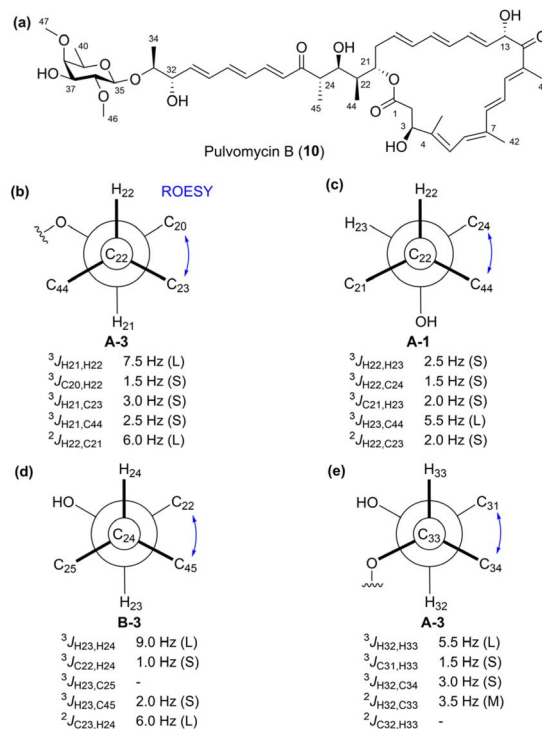 (a)
47
O
O
40
HO
37
O
46
35
O
34
32
OH
O
24
45
OH
22
44
21
O
O
1
3
HO
4
7
42
OH
13
O
Pulvomycin B (10)
(b)
H22
ROESY
O
C20
C22
C44
C23
H21
A-3
3JH21,H22 7.5 Hz (L)
3JC20,H22 1.5 Hz (S)
3JH21,C23 3.0 Hz (S)
3JH21,C44 2.5 Hz (S)
2JH22,C21 6.0 Hz (L)
(c)
H22
H23
C24
C22
C21
C44
OH
A-1
3JH22,H23 2.5 Hz (S)
3JH22,C24 1.5 Hz (S)
3JC21,H23 2.0 Hz (S)
3JH23,C44 5.5 Hz (L)
2JH22,C23 2.0 Hz (S)
(d)
H24
HO
C22
C24
C25
C45
H23
B-3
3JH23,H24 9.0 Hz (L)
3JC22,H24 1.0 Hz (S)
3JH23,C25 -
3JH23,C45 2.0 Hz (S)
2JC23,H24 6.0 Hz (L)
(e)
H33
HO
C31
C33
O
C34
H32
A-3
3JH32,H33 5.5 Hz (L)
3JC31,H33 1.5 Hz (S)
3JH32,C34 3.0 Hz (S)
2JH32,C33 3.5 Hz (M)
2JC32,H33 -